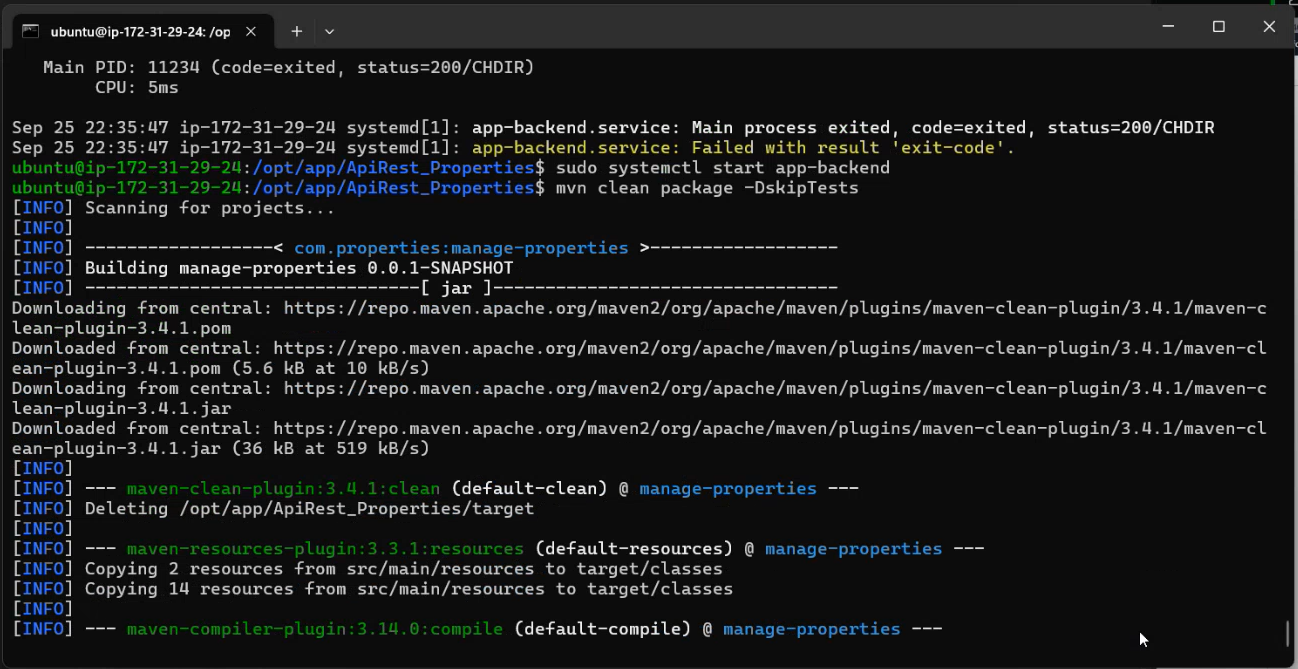 ubuntu@ip-172-31-29-24: /op
Main PID: 11234 (code=exited, status=200/CHDIR)
CPU: 5ms
Sep 25 22:35:47 ip-172-31-29-24 systemd[1]: app-backend.service: Main process exited, code=exited, status=200/CHDIR
Sep 25 22:35:47 ip-172-31-29-24 systemd[1]: app-backend.service: Failed with result 'exit-code'.
ubuntu@ip-172-31-29-24:/opt/app/ApiRest_Properties$ sudo systemctl start app-backend
ubuntu@ip-172-31-29-24:/opt/app/ApiRest_Properties$ mvn clean package -DskipTests
[INFO] Scanning for projects...
[INFO]
[INFO] ------------------< com.properties:manage-properties >------------------
[INFO] Building manage-properties 0.0.1-SNAPSHOT
[INFO] --------------------------------[ jar ]---------------------------------
Downloading from central: https://repo.maven.apache.org/maven2/org/apache/maven/plugins/maven-clean-plugin/3.4.1/maven-c
lean-plugin-3.4.1.pom
Downloaded from central: https://repo.maven.apache.org/maven2/org/apache/maven/plugins/maven-clean-plugin/3.4.1/maven-cl
ean-plugin-3.4.1.pom (5.6 kB at 10 kB/s)
Downloading from central: https://repo.maven.apache.org/maven2/org/apache/maven/plugins/maven-clean-plugin/3.4.1/maven-c
lean-plugin-3.4.1.jar
Downloaded from central: https://repo.maven.apache.org/maven2/org/apache/maven/plugins/maven-clean-plugin/3.4.1/maven-cl
ean-plugin-3.4.1.jar (36 kB at 519 kB/s)
[INFO]
[INFO] --- maven-clean-plugin:3.4.1:clean (default-clean) @ manage-properties ---
[INFO] Deleting /opt/app/ApiRest_Properties/target
[INFO]
[INFO] --- maven-resources-plugin:3.3.1:resources (default-resources) @ manage-properties ---
[INFO] Copying 2 resources from src/main/resources to target/classes
[INFO] Copying 14 resources from src/main/resources to target/classes
[INFO]
[INFO] --- maven-compiler-plugin:3.14.0:compile (default-compile) @ manage-properties ---